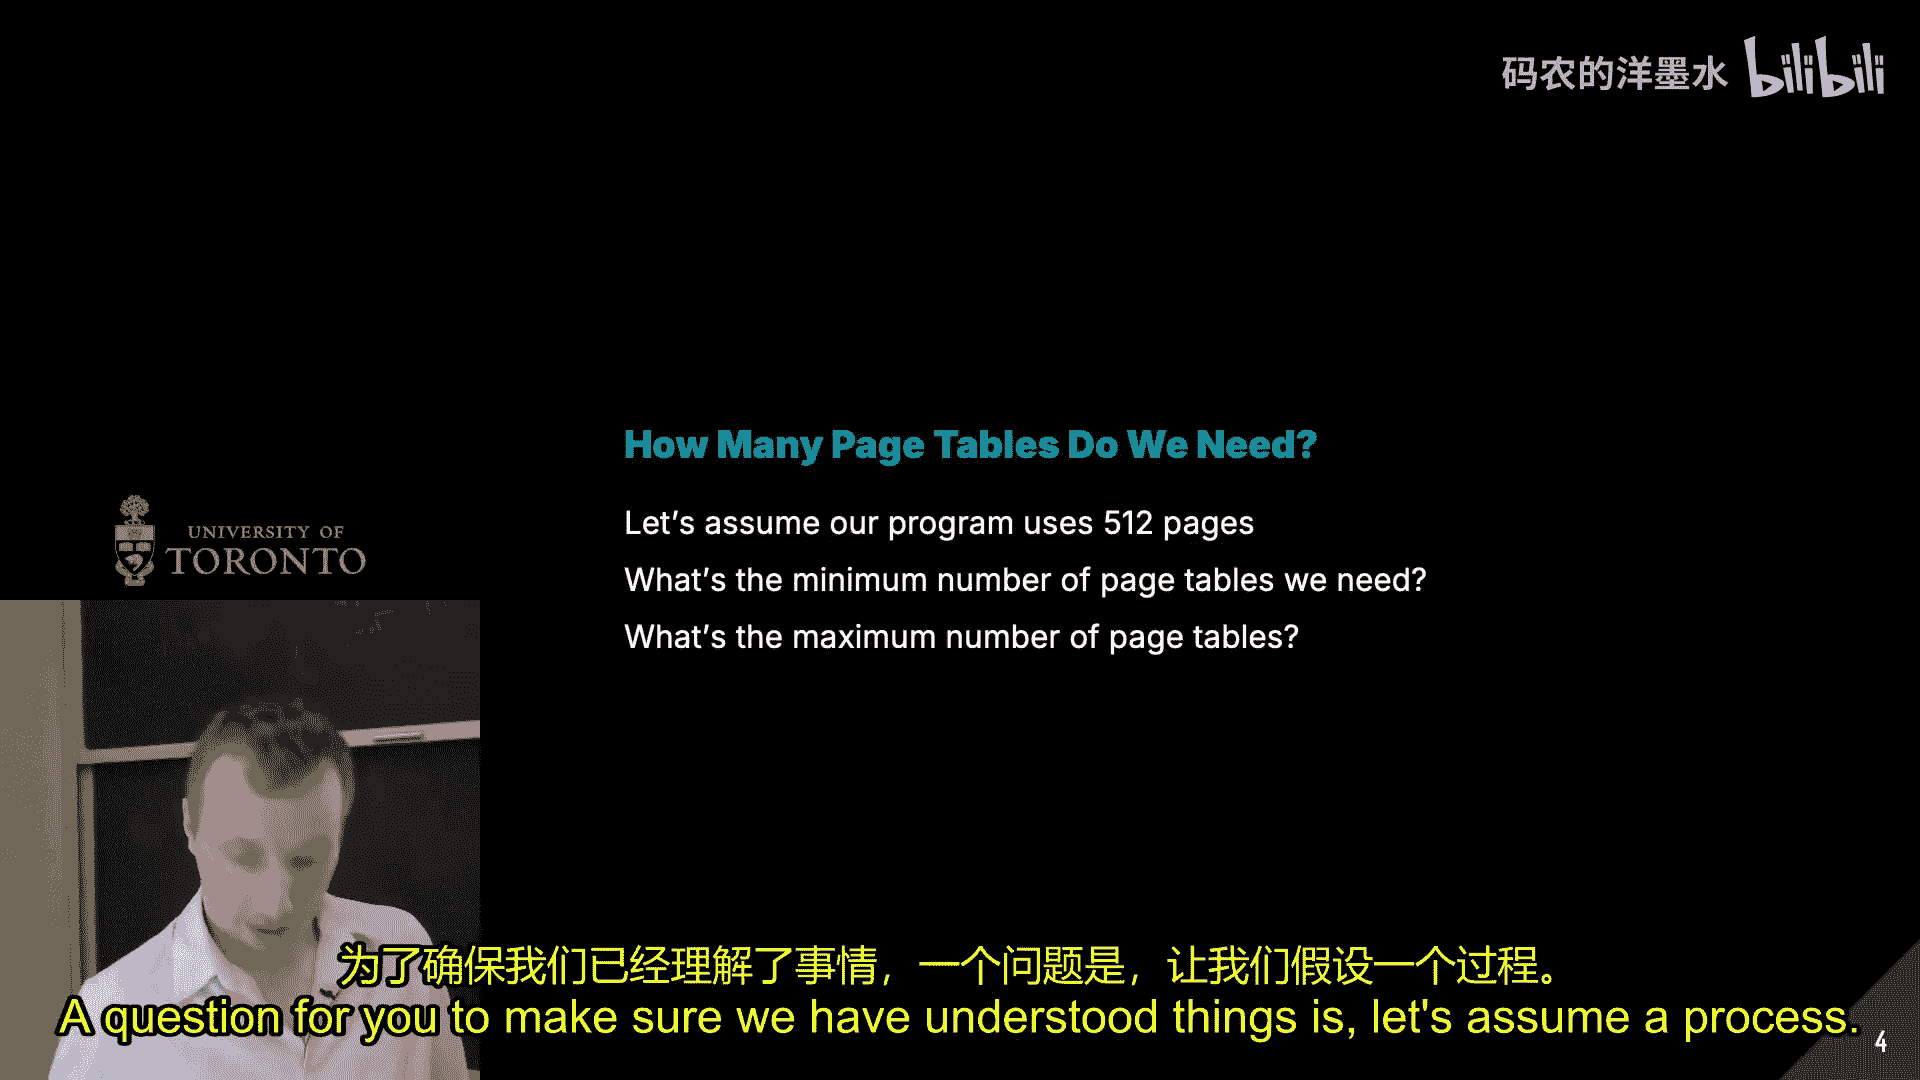 码农的洋墨水 bilibili
How Many Page Tables Do We Need?
Let's assume our program uses 512 pages
What's the minimum number of page tables we need?
What's the maximum number of page tables?
UNIVERSITY OF
TORONTO
为了确保我们已经理解了事情，一个问题是，让我们假设一个过程。
A question for you to make sure we have understood things is, let's assume a process.
4